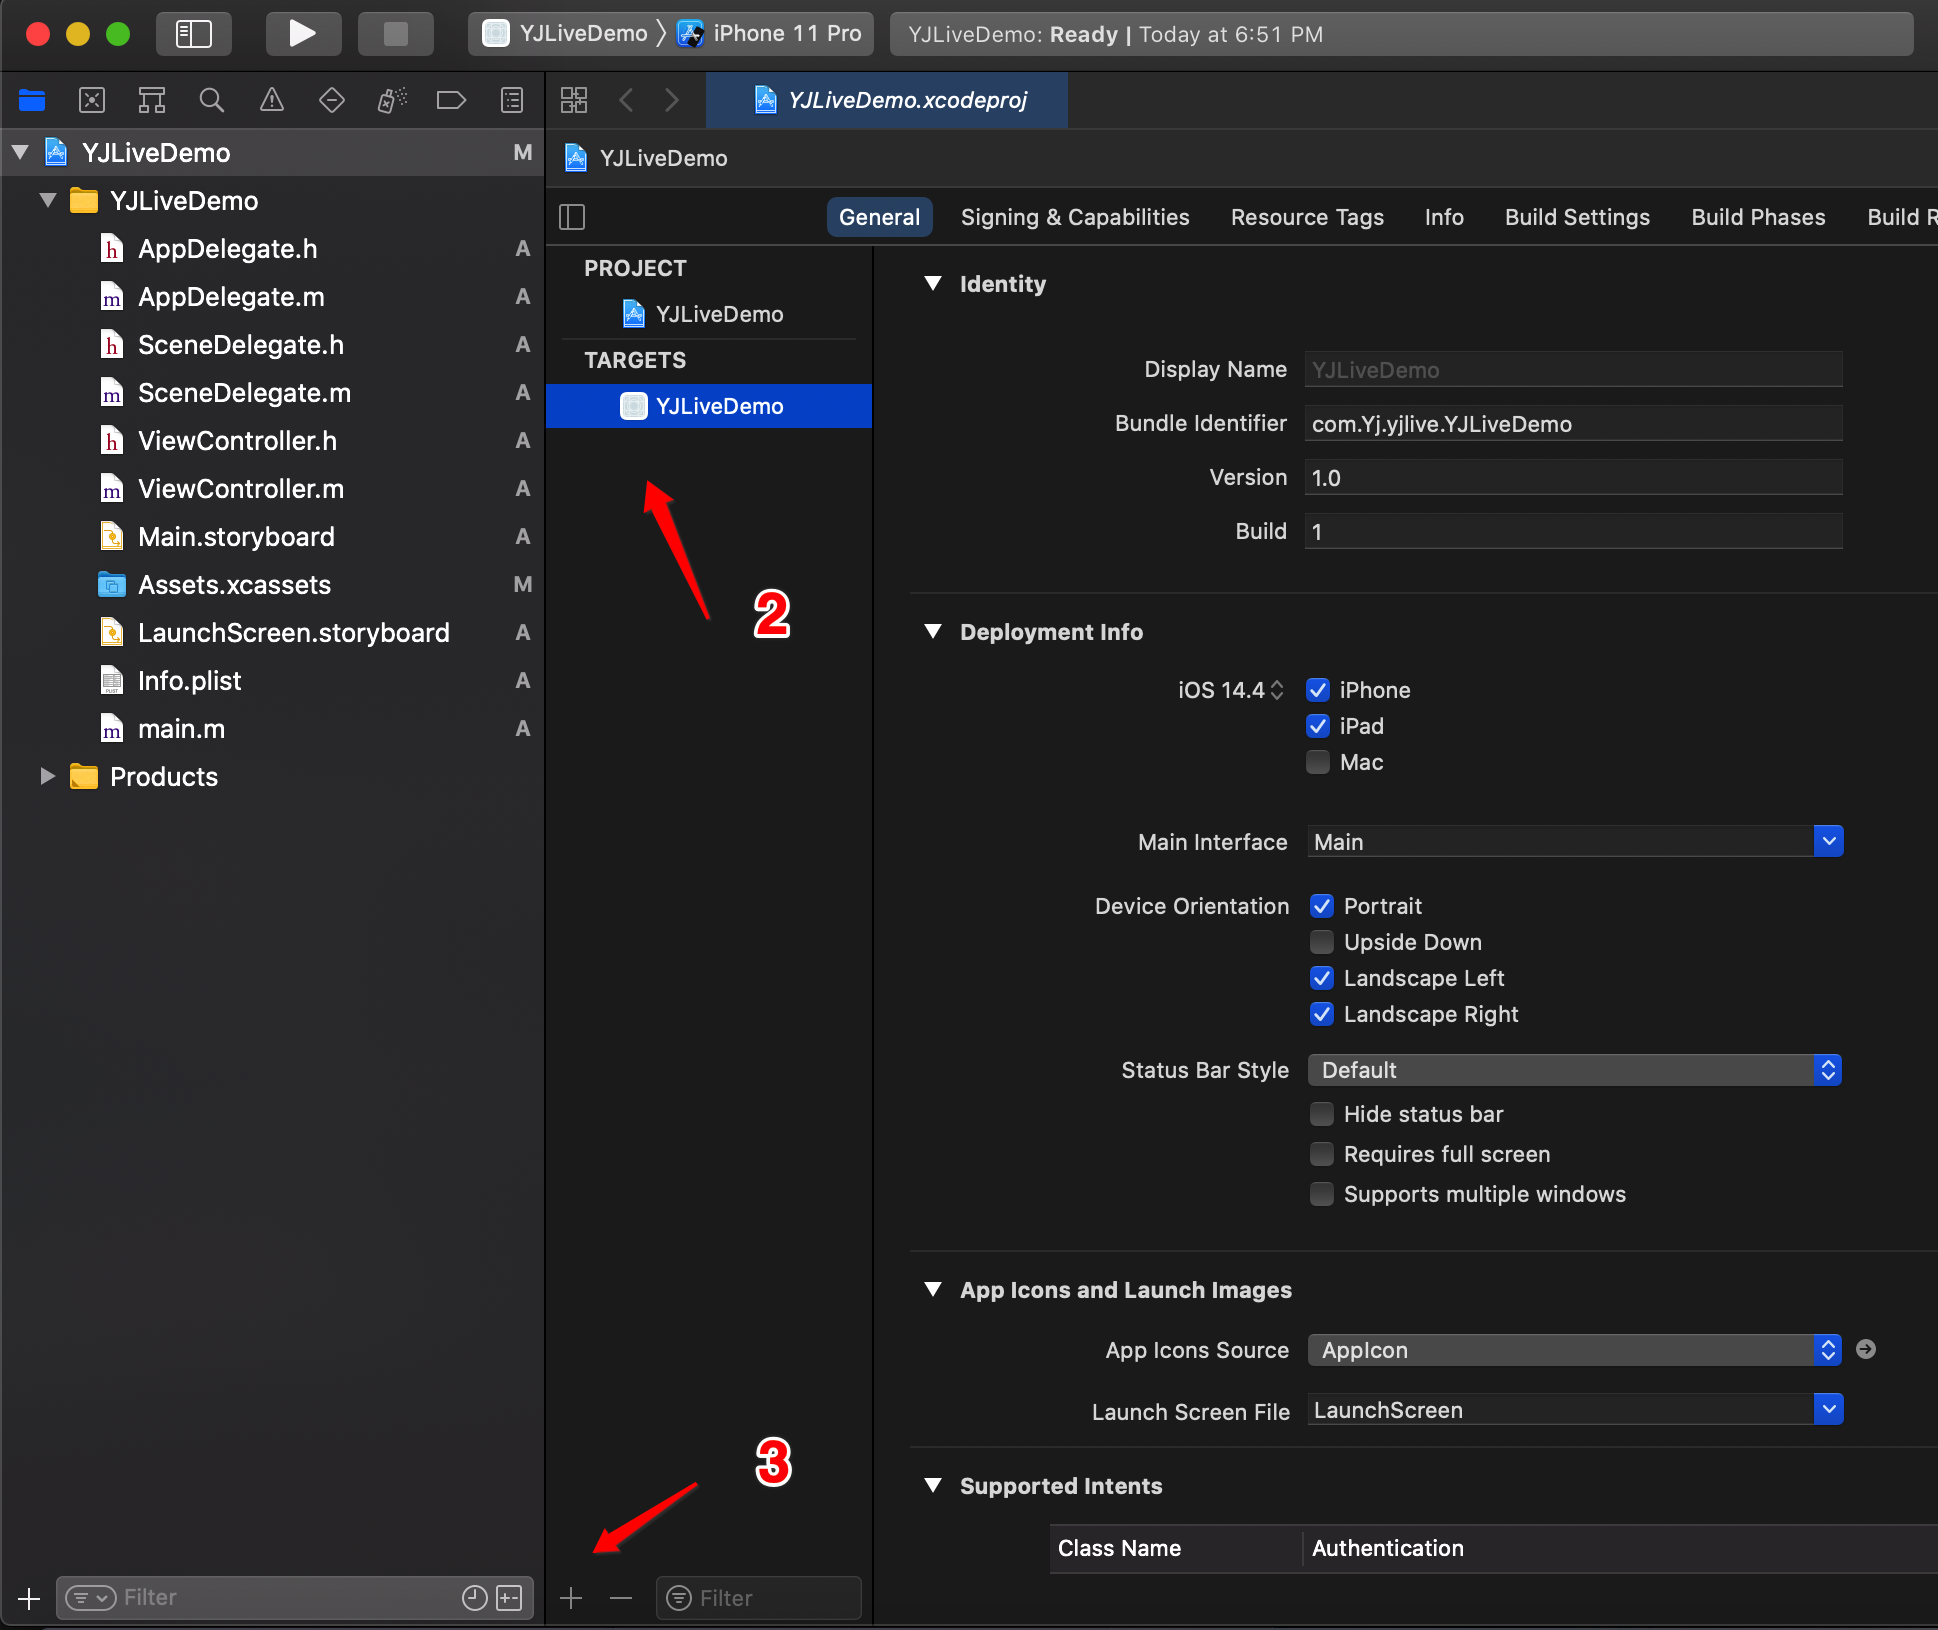 YJLiveDemo 〉 iPhone 11 Pro
YJLiveDemo: Ready | Today at 6:51 PM
YJLiveDemo.xcodeproj
YJLiveDemo M
YJLiveDemo
AppDelegate.h A
AppDelegate.m A
SceneDelegate.h A
SceneDelegate.m A
ViewController.h A
ViewController.m A
Main.storyboard A
Assets.xcassets M
LaunchScreen.storyboard A
Info.plist A
main.m A
Products
Filter
YJLiveDemo
General Signing & Capabilities Resource Tags Info Build Settings Build Phases Build R
PROJECT
YJLiveDemo
TARGETS
YJLiveDemo
2
3
Filter
Identity
Display Name YJLiveDemo
Bundle Identifier com.Yj.yjlive.YJLiveDemo
Version 1.0
Build 1
Deployment Info
iOS 14.4 iPhone
iPad
Mac
Main Interface Main
Device Orientation Portrait
Upside Down
Landscape Left
Landscape Right
Status Bar Style Default
Hide status bar
Requires full screen
Supports multiple windows
App Icons and Launch Images
App Icons Source AppIcon
Launch Screen File LaunchScreen
Supported Intents
Class Name Authentication